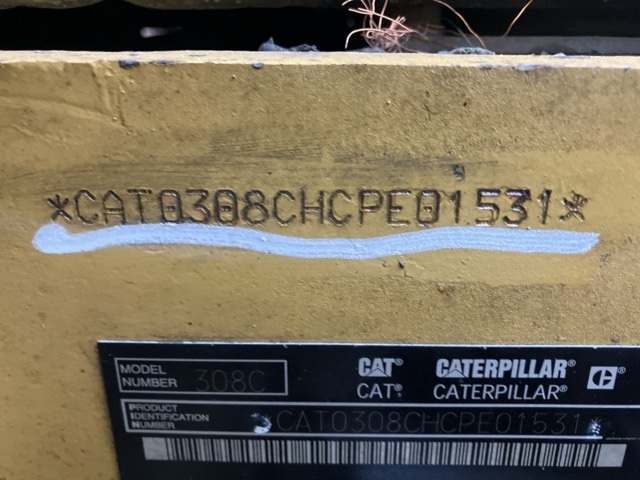 *CAT0308CHCPE01531*
MODEL NUMBER 308C
CAT® CATERPILLAR® C
CAT® CATERPILLAR®
PRODUCT IDENTIFICATION NUMBER *CAT0308CHCPE01531*